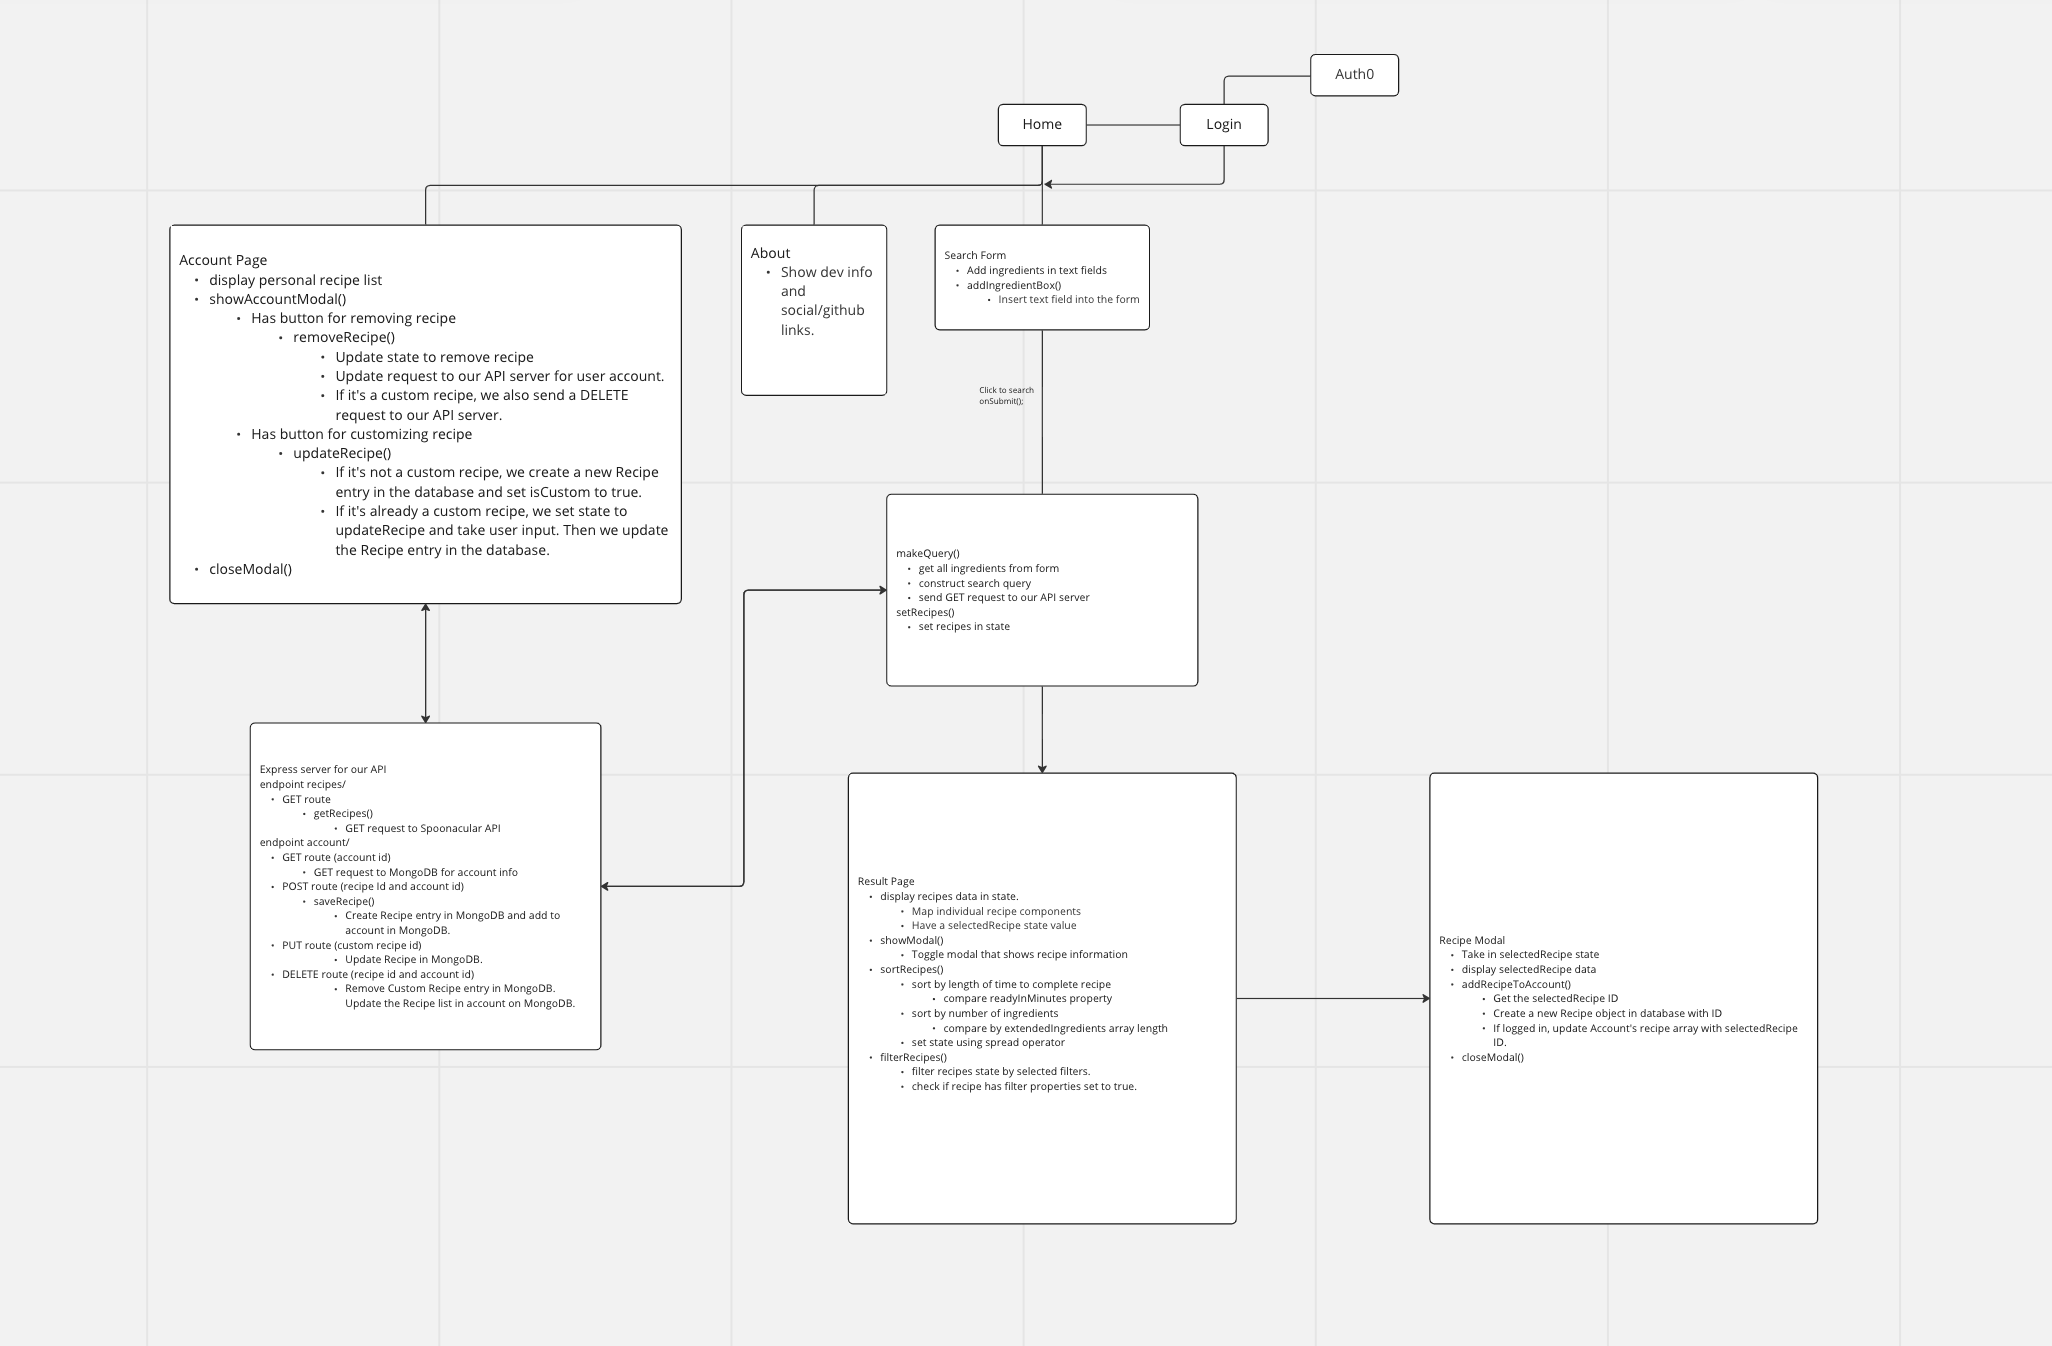 Auth0
Home
Login
Account Page
• display personal recipe list
• showAccountModal()
• Has button for removing recipe
• removeRecipe()
• Update state to remove recipe
• Update request to our API server for user account.
• If it's a custom recipe, we also send a DELETE
request to our API server.
• Has button for customizing recipe
• updateRecipe()
• If it's not a custom recipe, we create a new Recipe
entry in the database and set isCustom to true.
• If it's already a custom recipe, we set state to
updateRecipe and take user input. Then we update
the Recipe entry in the database.
• closeModal()
About
• Show dev info
and
social/github
links.
Search Form
• Add ingredients in text fields
• addIngredientBox()
• Insert text field into the form
Click to search
onSubmit();
makeQuery()
• get all ingredients from form
• construct search query
• send GET request to our API server
setRecipes()
• set recipes in state
Express server for our API
endpoint recipes/
• GET route
• getRecipes()
• GET request to Spoonacular API
endpoint account/
• GET route (account id)
• GET request to MongoDB for account info
• POST route (recipe Id and account id)
• saveRecipe()
• Create Recipe entry in MongoDB and add to
account in MongoDB.
• PUT route (custom recipe id)
• Update Recipe in MongoDB.
• DELETE route (recipe id and account id)
• Remove Custom Recipe entry in MongoDB.
Update the Recipe list in account on MongoDB.
Result Page
• display recipes data in state.
• Map individual recipe components
• Have a selectedRecipe state value
• showModal()
• Toggle modal that shows recipe information
• sortRecipes()
• sort by length of time to complete recipe
• compare readyInMinutes property
• sort by number of ingredients
• compare by extendedIngredients array length
• set state using spread operator
• filterRecipes()
• filter recipes state by selected filters.
• check if recipe has filter properties set to true.
Recipe Modal
• Take in selectedRecipe state
• display selectedRecipe data
• addRecipeToAccount()
• Get the selectedRecipe ID
• Create a new Recipe object in database with ID
• If logged in, update Account's recipe array with selectedRecipe
ID.
• closeModal()